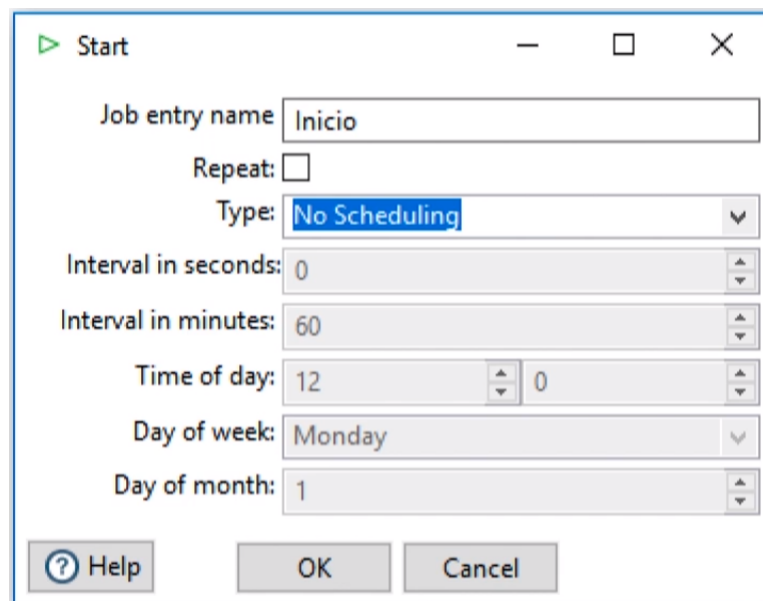 Start
Job entry name Inicio
Repeat:
Type: No Scheduling
Interval in seconds: 0
Interval in minutes: 60
Time of day: 12 0
Day of week: Monday
Day of month: 1
Help OK Cancel